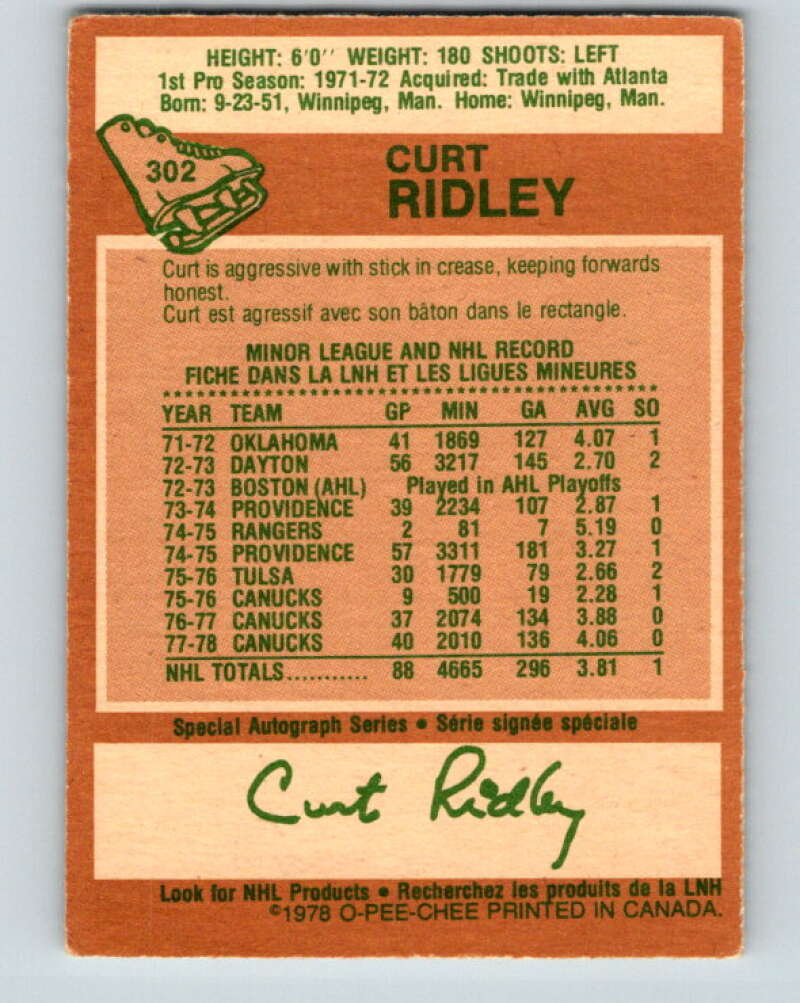 HEIGHT: 6'0'' WEIGHT: 180 SHOOTS: LEFT
1st Pro Season: 1971-72 Acquired: Trade with Atlanta
Born: 9-23-51, Winnipeg, Man. Home: Winnipeg, Man.
302
CURT
RIDLEY
Curt is aggressive with stick in crease, keeping forwards
honest.
Curt est agressif avec son bâton dans le rectangle.
MINOR LEAGUE AND NHL RECORD
FICHE DANS LA LNH ET LES LIGUES MINEURES
YEAR TEAM GP MIN GA AVG SO
71-72 OKLAHOMA 41 1869 127 4.07 1
72-73 DAYTON 56 3217 145 2.70 2
72-73 BOSTON (AHL) Played in AHL Playoffs
73-74 PROVIDENCE 39 2234 107 2.87 1
74-75 RANGERS 2 81 7 5.19 0
74-75 PROVIDENCE 57 3311 181 3.27 1
75-76 TULSA 30 1779 79 2.66 2
75-76 CANUCKS 9 500 19 2.28 1
76-77 CANUCKS 37 2074 134 3.88 0
77-78 CANUCKS 40 2010 136 4.06 0
NHL TOTALS........... 88 4665 296 3.81 1
Special Autograph Series • Série signée spéciale
Curt Ridley
Look for NHL Products • Recherchez les produits de la LNH
©1978 O-PEE-CHEE PRINTED IN CANADA.